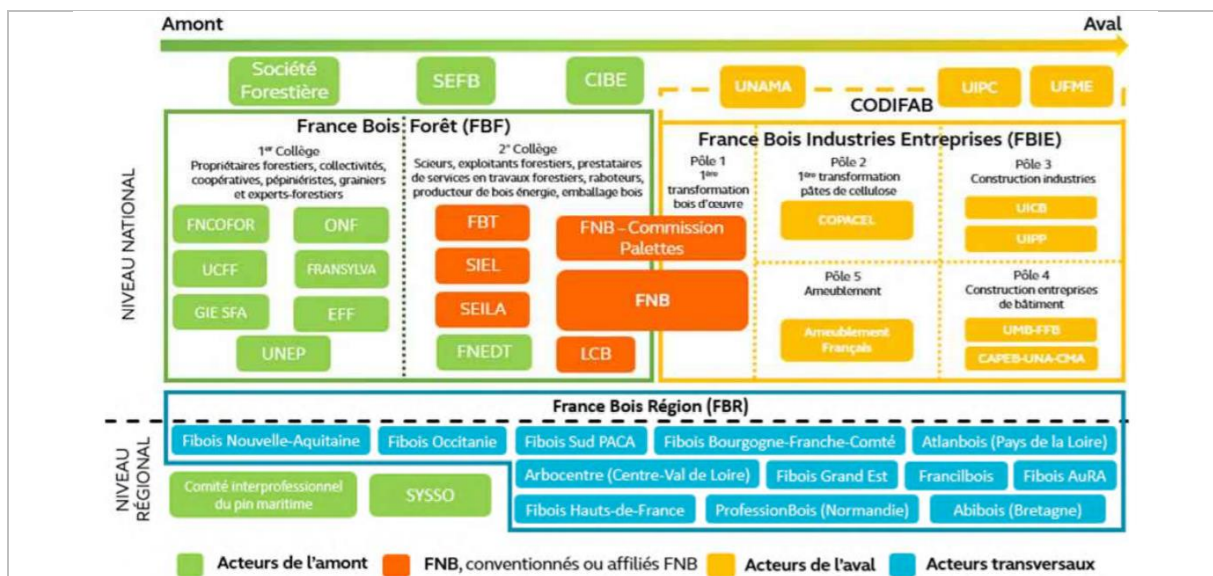 Amont
Aval
Société
Forestière
SEFB
CIBE
UNAMA
CODIFAB
UIPC
UFME
NIVEAU NATIONAL
France Bois Forêt (FBF)
1er Collège
Propriétaires forestiers, collectivités,
coopératives, pépiniéristes, grainiers
et experts-forestiers
FNCOFOR
ONF
UCFF
FRANSYLVA
GIE SFA
EFF
UNEP
2e Collège
Scieurs, exploitants forestiers, prestataires
de services en travaux forestiers, raboteurs,
producteur de bois énergie, emballage bois
FBT
SIEL
SEILA
FNEDT
FNB – Commission
Palettes
FNB
LCB
France Bois Industries Entreprises (FBIE)
Pôle 1
1ère
transformation
bois d'œuvre
Pôle 2
1ère transformation
pâtes de cellulose
COPACEL
Pôle 3
Construction industries
UICB
UIPP
Pôle 5
Ameublement
Ameublement
Français
Pôle 4
Construction entreprises
de bâtiment
UMB-FFB
CAPEB-UNA-CMA
France Bois Région (FBR)
NIVEAU
RÉGIONAL
Fibois Nouvelle-Aquitaine
Fibois Occitanie
Fibois Sud PACA
Fibois Bourgogne-Franche-Comté
Atlanbois (Pays de la Loire)
Comité interprofessionnel
du pin maritime
SYSSO
Arbocentre (Centre-Val de Loire)
Fibois Grand Est
Francilbois
Fibois AuRA
Fibois Hauts-de-France
ProfessionBois (Normandie)
Abibois (Bretagne)
Acteurs de l'amont
FNB, conventionnés ou affiliés FNB
Acteurs de l'aval
Acteurs transversaux